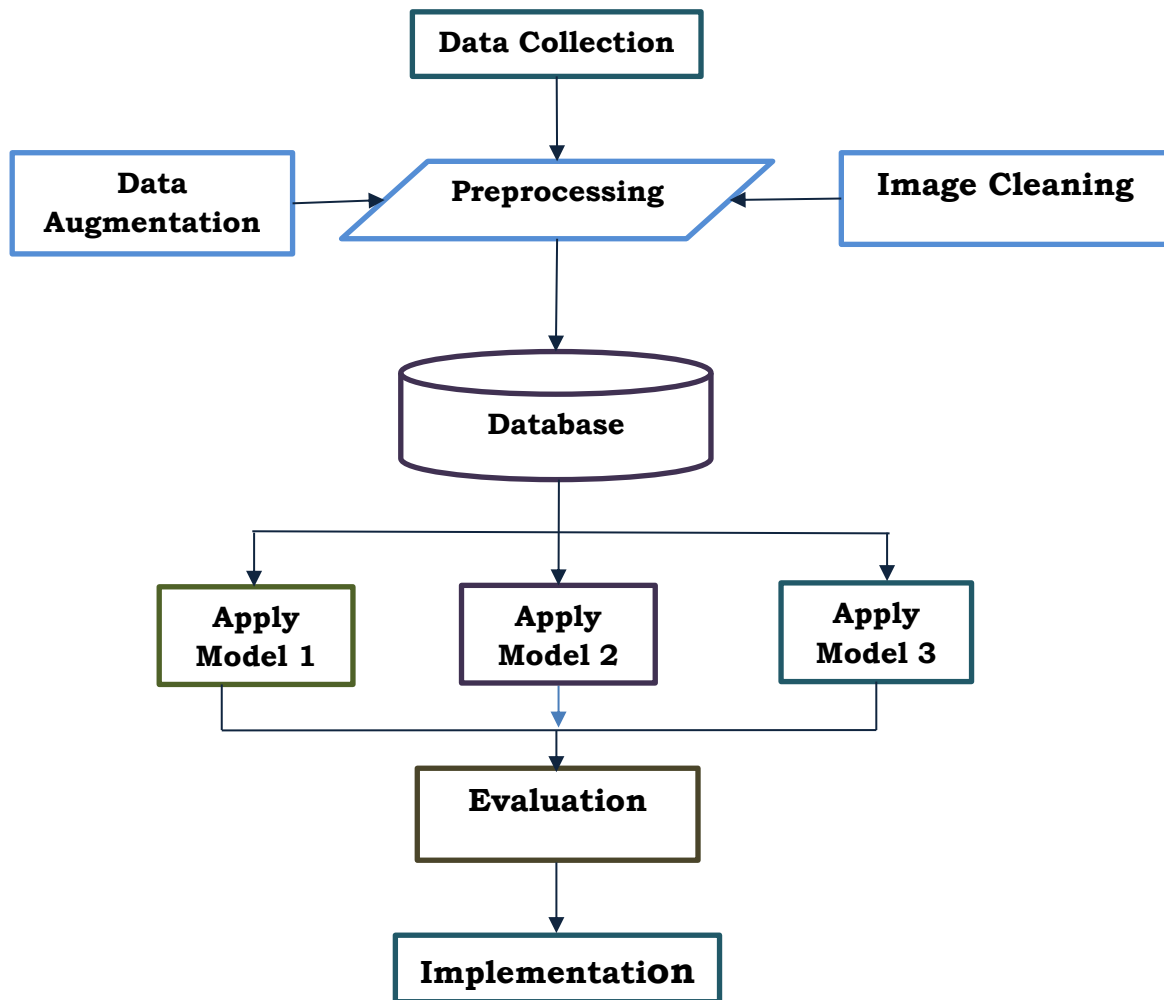 Data Collection
Data
Augmentation
Preprocessing
Image Cleaning
Database
Apply
Model 1
Apply
Model 2
Apply
Model 3
Evaluation
Implementation